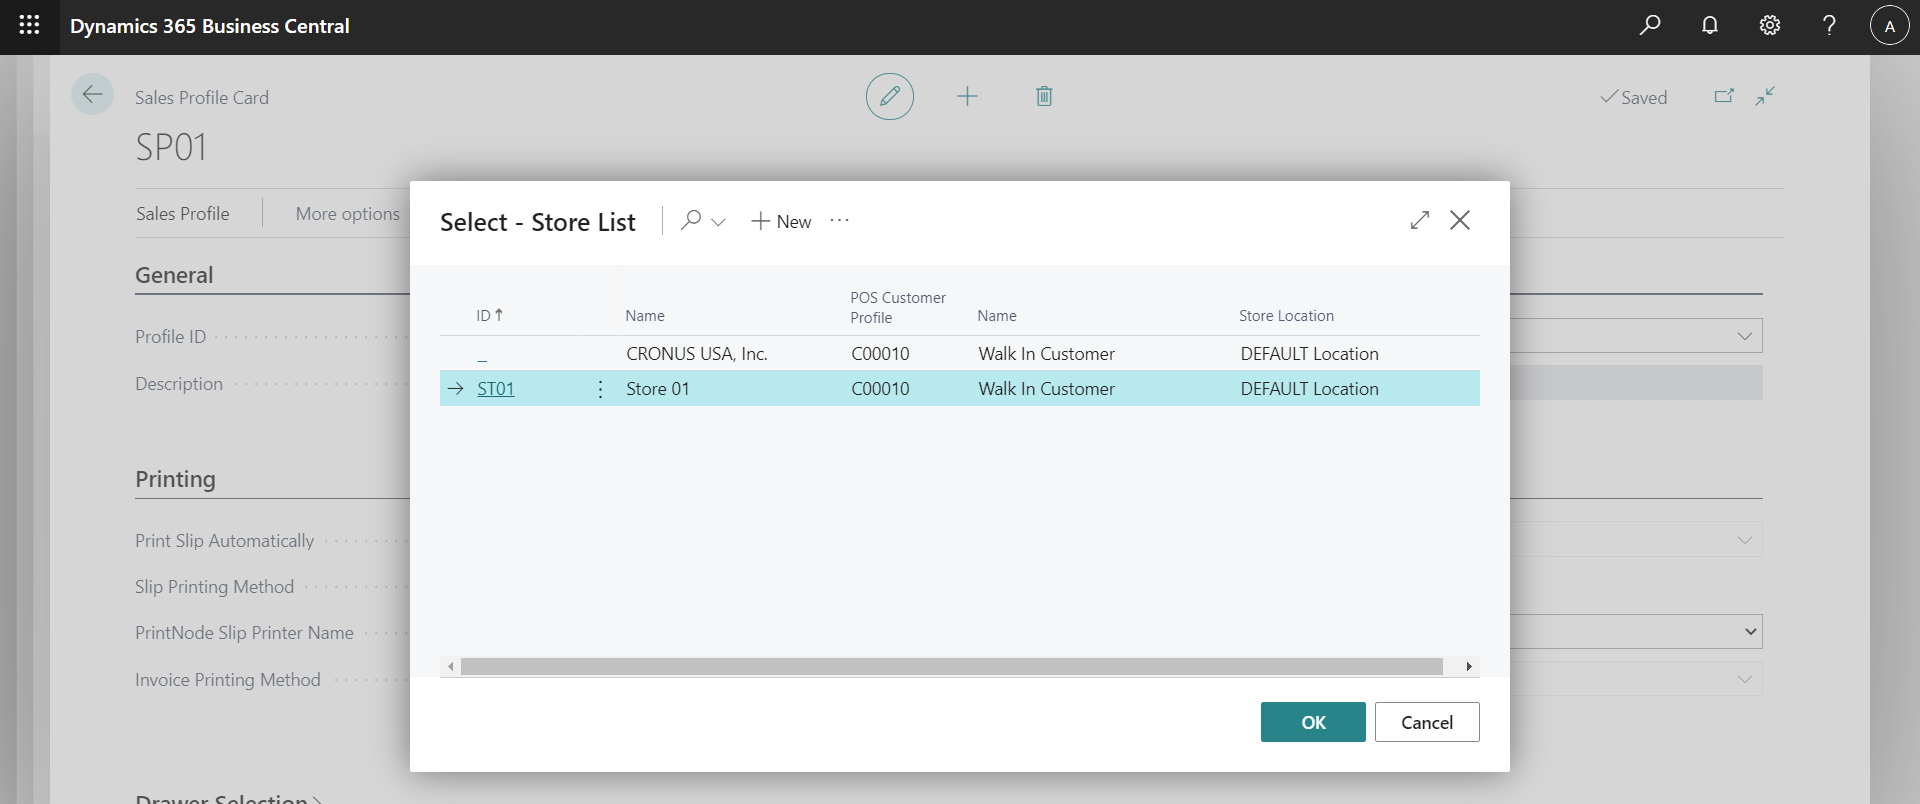 Dynamics 365 Business Central
A
Sales Profile Card
Saved
SP01
Sales Profile
More options
General
Profile ID
Description
Printing
Print Slip Automatically
Slip Printing Method
PrintNode Slip Printer Name
Invoice Printing Method
Drawer Selection
Select - Store List
New
ID Name POS Customer Profile Name Store Location
_ CRONUS USA, Inc. C00010 Walk In Customer DEFAULT Location
ST01 Store 01 C00010 Walk In Customer DEFAULT Location
OK
Cancel